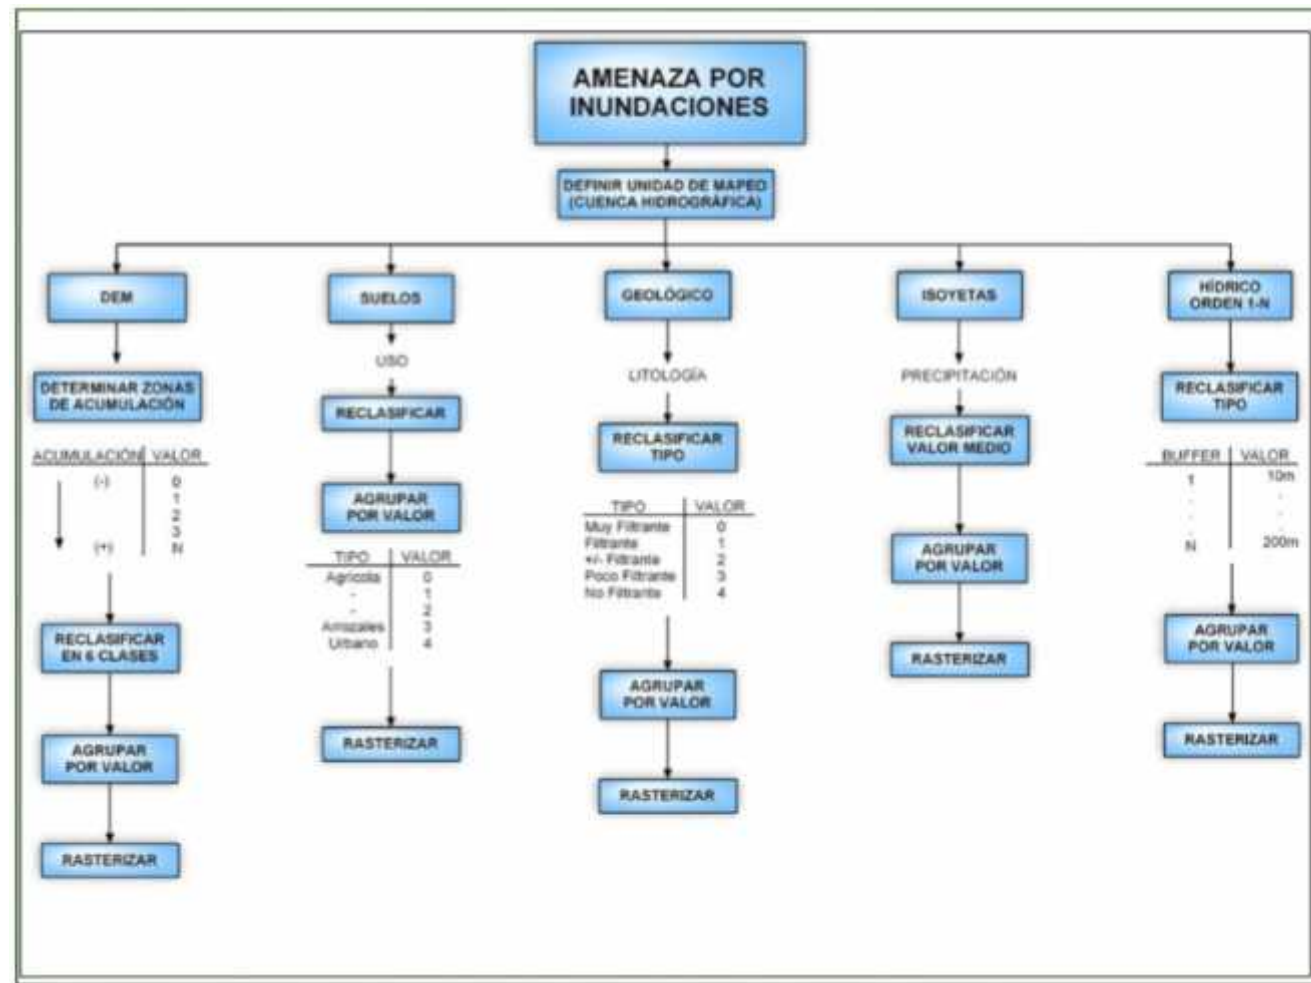 AMENAZA POR
INUNDACIONES
DEFINIR UNIDAD DE MAPEO
(CUENCA HIDROGRÁFICA)
DEM
DETERMINAR ZONAS
DE ACUMULACIÓN
ACUMULACIÓN VALOR
(-) 0
1
2
3
(+) N
RECLASIFICAR
EN 6 CLASES
AGRUPAR
POR VALOR
RASTERIZAR
SUELOS
USO
RECLASIFICAR
AGRUPAR
POR VALOR
TIPO VALOR
Agrícola 0
- 1
- 2
Arrozales 3
Urbano 4
RASTERIZAR
GEOLÓGICO
LITOLOGÍA
RECLASIFICAR
TIPO
TIPO VALOR
Muy Filtrante 0
Filtrante 1
+/- Filtrante 2
Poco Filtrante 3
No Filtrante 4
AGRUPAR
POR VALOR
RASTERIZAR
ISOYETAS
PRECIPITACIÓN
RECLASIFICAR
VALOR MEDIO
AGRUPAR
POR VALOR
RASTERIZAR
HÍDRICO
ORDEN 1-N
RECLASIFICAR
TIPO
BUFFER VALOR
1 10m
. .
. .
. .
N 200m
AGRUPAR
POR VALOR
RASTERIZAR